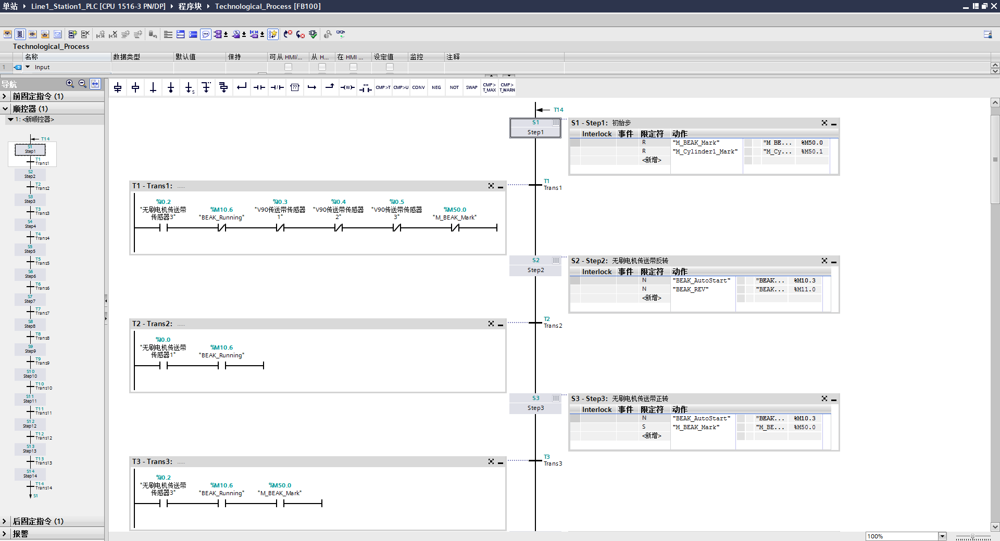 单站 Line1_Station1_PLC [CPU 1516-3 PN/DP] 程序块 Technological_Process [FB100]
Technological_Process
名称 数据类型 默认值 保持 可从 HMI/... 从 H... 在 HMI ... 设定值 监控 注释
1 Input
导航
CMP>T CMP>U CONV NEG NOT SWAP CMP> T_MAX CMP> T_WARN
前固定指令 (1)
顺控器 (1)
1: <新顺控器>
T14
S1
Step1
T1
Trans1
S2
Step2
T2
Trans2
S3
Step3
T3
Trans3
S4
Step4
T4
Trans4
S5
Step5
T5
Trans5
S6
Step6
T6
Trans6
S7
Step7
T7
Trans7
S8
Step8
T8
Trans8
S9
Step9
T9
Trans9
S10
Step10
T10
Trans10
S11
Step11
T11
Trans11
S12
Step12
T12
Trans12
S13
Step13
T13
Trans13
S14
Step14
T14
Trans14
S1
后固定指令 (1)
报警
T14
S1
Step1
S1 - Step1: 初始步
Interlock 事件 限定符 动作
R "M_BEAK_Mark" "M BE... %M50.0
R "M_Cylinder1_Mark" "M_Cy... %M50.1
<新增>
T1 - Trans1: .....
T1
Trans1
%I0.2 "无刷电机传送带传感器3"
%M10.6 "BEAK_Running"
%I0.3 "V90传送带传感器1"
%I0.4 "V90传送带传感器2"
%I0.5 "V90传送带传感器3"
%M50.0 "M_BEAK_Mark"
S2
Step2
S2 - Step2: 无刷电机传送带反转
Interlock 事件 限定符 动作
N "BEAK_AutoStart" "BEAK... %M10.3
N "BEAK_REV" "BEAK... %M11.0
<新增>
T2 - Trans2: .....
T2
Trans2
%I0.0 "无刷电机传送带传感器1"
%M10.6 "BEAK_Running"
S3
Step3
S3 - Step3: 无刷电机传送带正转
Interlock 事件 限定符 动作
N "BEAK_AutoStart" "BEAK... %M10.3
S "M_BEAK_Mark" "M_BE... %M50.0
<新增>
T3 - Trans3: .....
T3
Trans3
%I0.2 "无刷电机传送带传感器3"
%M10.6 "BEAK_Running"
%M50.0 "M_BEAK_Mark"
100%